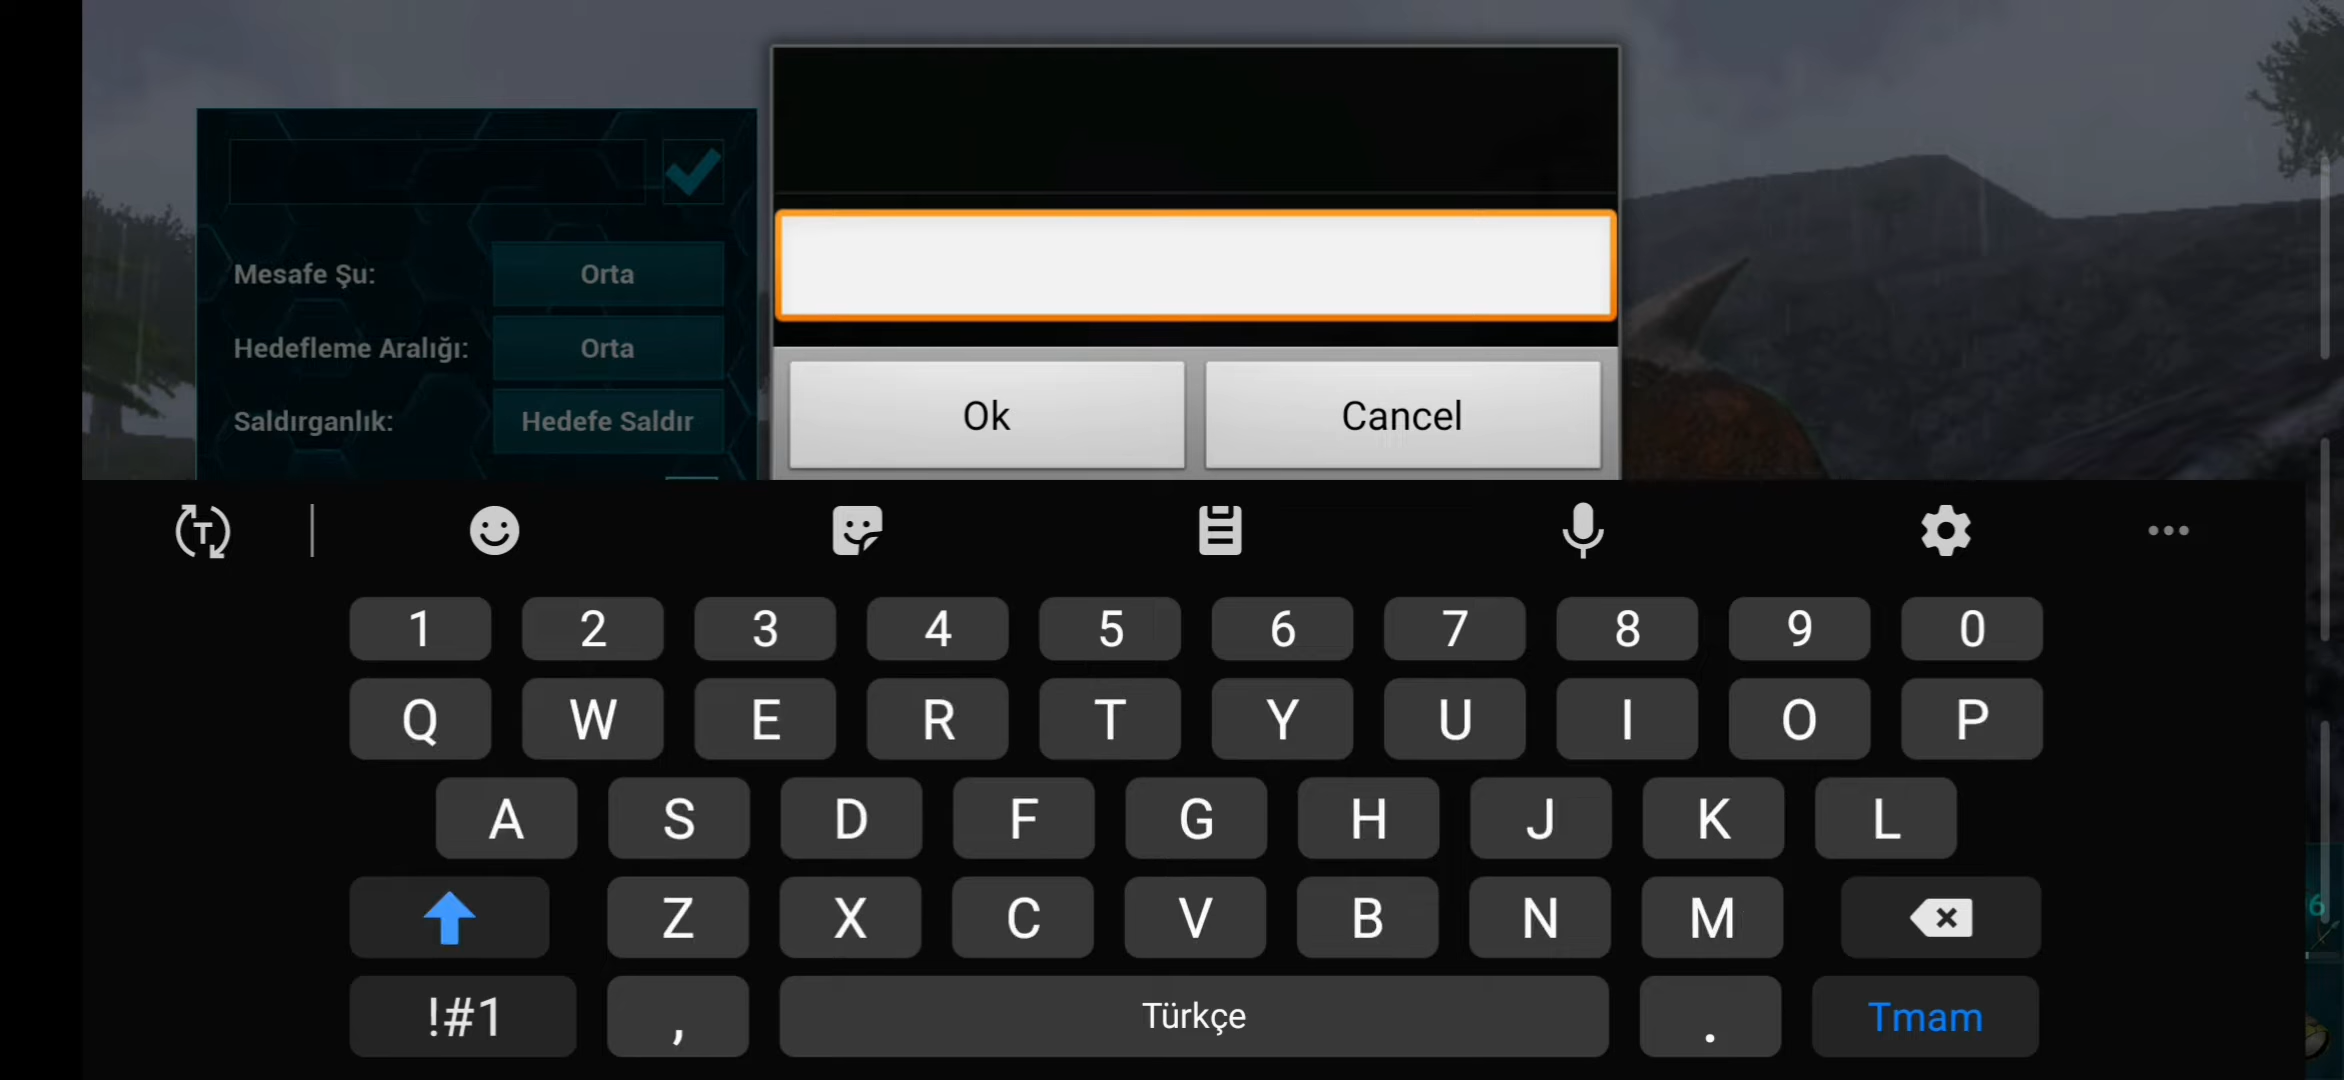 Mesafe Şu: Orta
Hedefleme Aralığı: Orta
Saldırganlık: Hedefe Saldır
Ok Cancel
T
1 2 3 4 5 6 7 8 9 0
Q W E R T Y U I O P
A S D F G H J K L
Z X C V B N M
6
!#1 , Türkçe . Tmam